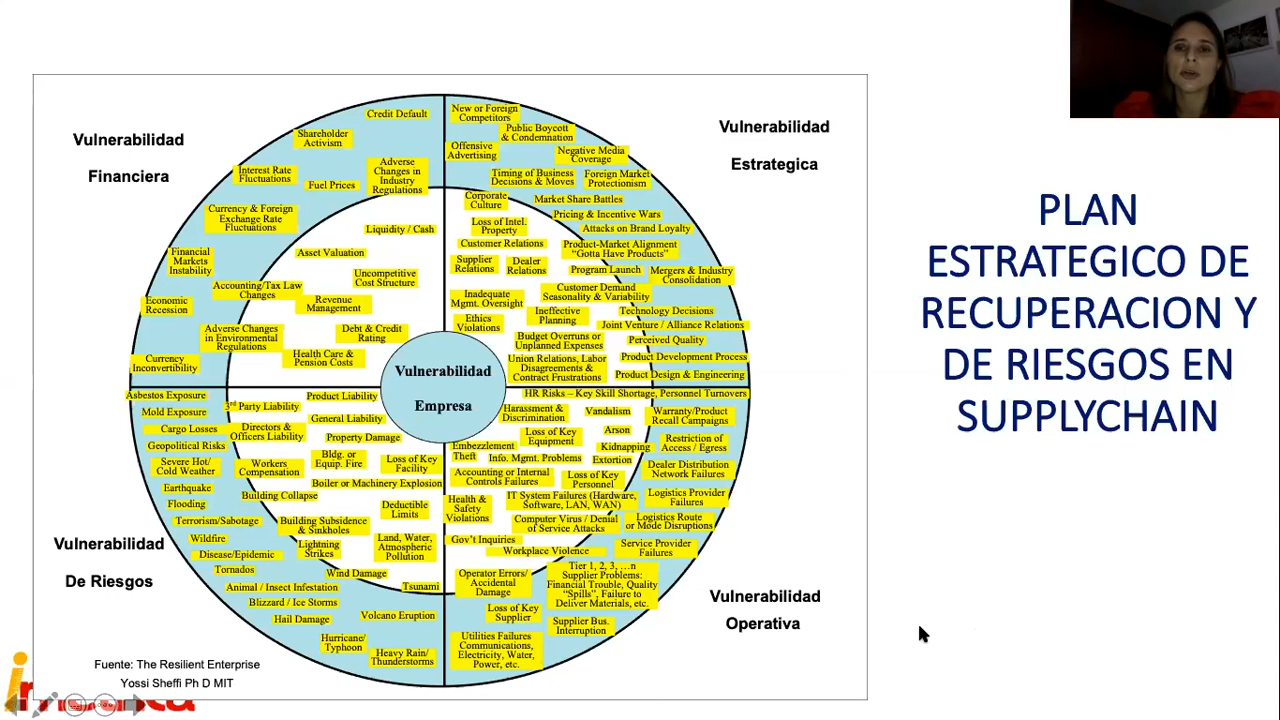 PLAN
ESTRATEGICO DE
RECUPERACION Y
DE RIESGOS EN
SUPPLYCHAIN
Vulnerabilidad
Financiera
Credit Default
Shareholder
Activism
Interest Rate
Fluctuations
Fuel Prices
Adverse
Changes in
Industry
Regulations
Currency & Foreign
Exchange Rate
Fluctuations
Liquidity / Cash
Financial
Markets
Instability
Asset Valuation
Uncompetitive
Cost Structure
Accounting/Tax Law
Changes
Economic
Recession
Revenue
Management
Adverse Changes
in Environmental
Regulations
Debt & Credit
Rating
Health Care &
Pension Costs
Currency
Inconvertibility
Vulnerabilidad
Estrategica
New or Foreign
Competitors
Public Boycott
& Condemnation
Offensive
Advertising
Negative Media
Coverage
Timing of Business
Decisions & Moves
Foreign Market
Protectionism
Corporate
Culture
Market Share Battles
Pricing & Incentive Wars
Loss of Intel.
Property
Attacks on Brand Loyalty
Customer Relations
Product-Market Alignment
“Gotta Have Products”
Supplier
Relations
Dealer
Relations
Program Launch
Mergers & Industry
Consolidation
Customer Demand
Seasonality & Variability
Inadequate
Mgmt. Oversight
Ineffective
Planning
Technology Decisions
Ethics
Violations
Joint Venture / Alliance Relations
Budget Overruns or
Unplanned Expenses
Perceived Quality
Union Relations, Labor
Disagreements &
Contract Frustrations
Product Development Process
Product Design & Engineering
Vulnerabilidad
Empresa
Asbestos Exposure
Product Liability
Mold Exposure
3rd Party Liability
General Liability
Cargo Losses
Directors &
Officers Liability
Property Damage
Geopolitical Risks
Severe Hot/
Cold Weather
Workers
Compensation
Bldg. or
Equip. Fire
Loss of Key
Facility
Earthquake
Boiler or Machinery Explosion
Building Collapse
Flooding
Deductible
Limits
Terrorism/Sabotage
Building Subsidence
& Sinkholes
Wildfire
Lightning
Strikes
Land, Water,
Atmospheric
Pollution
Disease/Epidemic
Tornados
Wind Damage
Animal / Insect Infestation
Tsunami
Blizzard / Ice Storms
Hail Damage
Volcano Eruption
Hurricane/
Typhoon
Heavy Rain/
Thunderstorms
Vulnerabilidad
De Riesgos
HR Risks – Key Skill Shortage, Personnel Turnovers
Harassment &
Discrimination
Vandalism
Warranty/Product
Recall Campaigns
Arson
Loss of Key
Equipment
Restriction of
Access / Egress
Embezzlement
Theft
Kidnapping
Info. Mgmt. Problems
Extortion
Dealer Distribution
Network Failures
Accounting or Internal
Controls Failures
Loss of Key
Personnel
Health &
Safety
Violations
IT System Failures (Hardware,
Software, LAN, WAN)
Logistics Provider
Failures
Computer Virus / Denial
of Service Attacks
Logistics Route
or Mode Disruptions
Gov’t Inquiries
Workplace Violence
Service Provider
Failures
Operator Errors/
Accidental
Damage
Tier 1, 2, 3, …n
Supplier Problems:
Financial Trouble, Quality
“Spills”, Failure to
Deliver Materials, etc.
Loss of Key
Supplier
Supplier Bus.
Interruption
Utilities Failures
Communications,
Electricity, Water,
Power, etc.
Vulnerabilidad
Operativa
Fuente: The Resilient Enterprise
Yossi Sheffi Ph D MIT